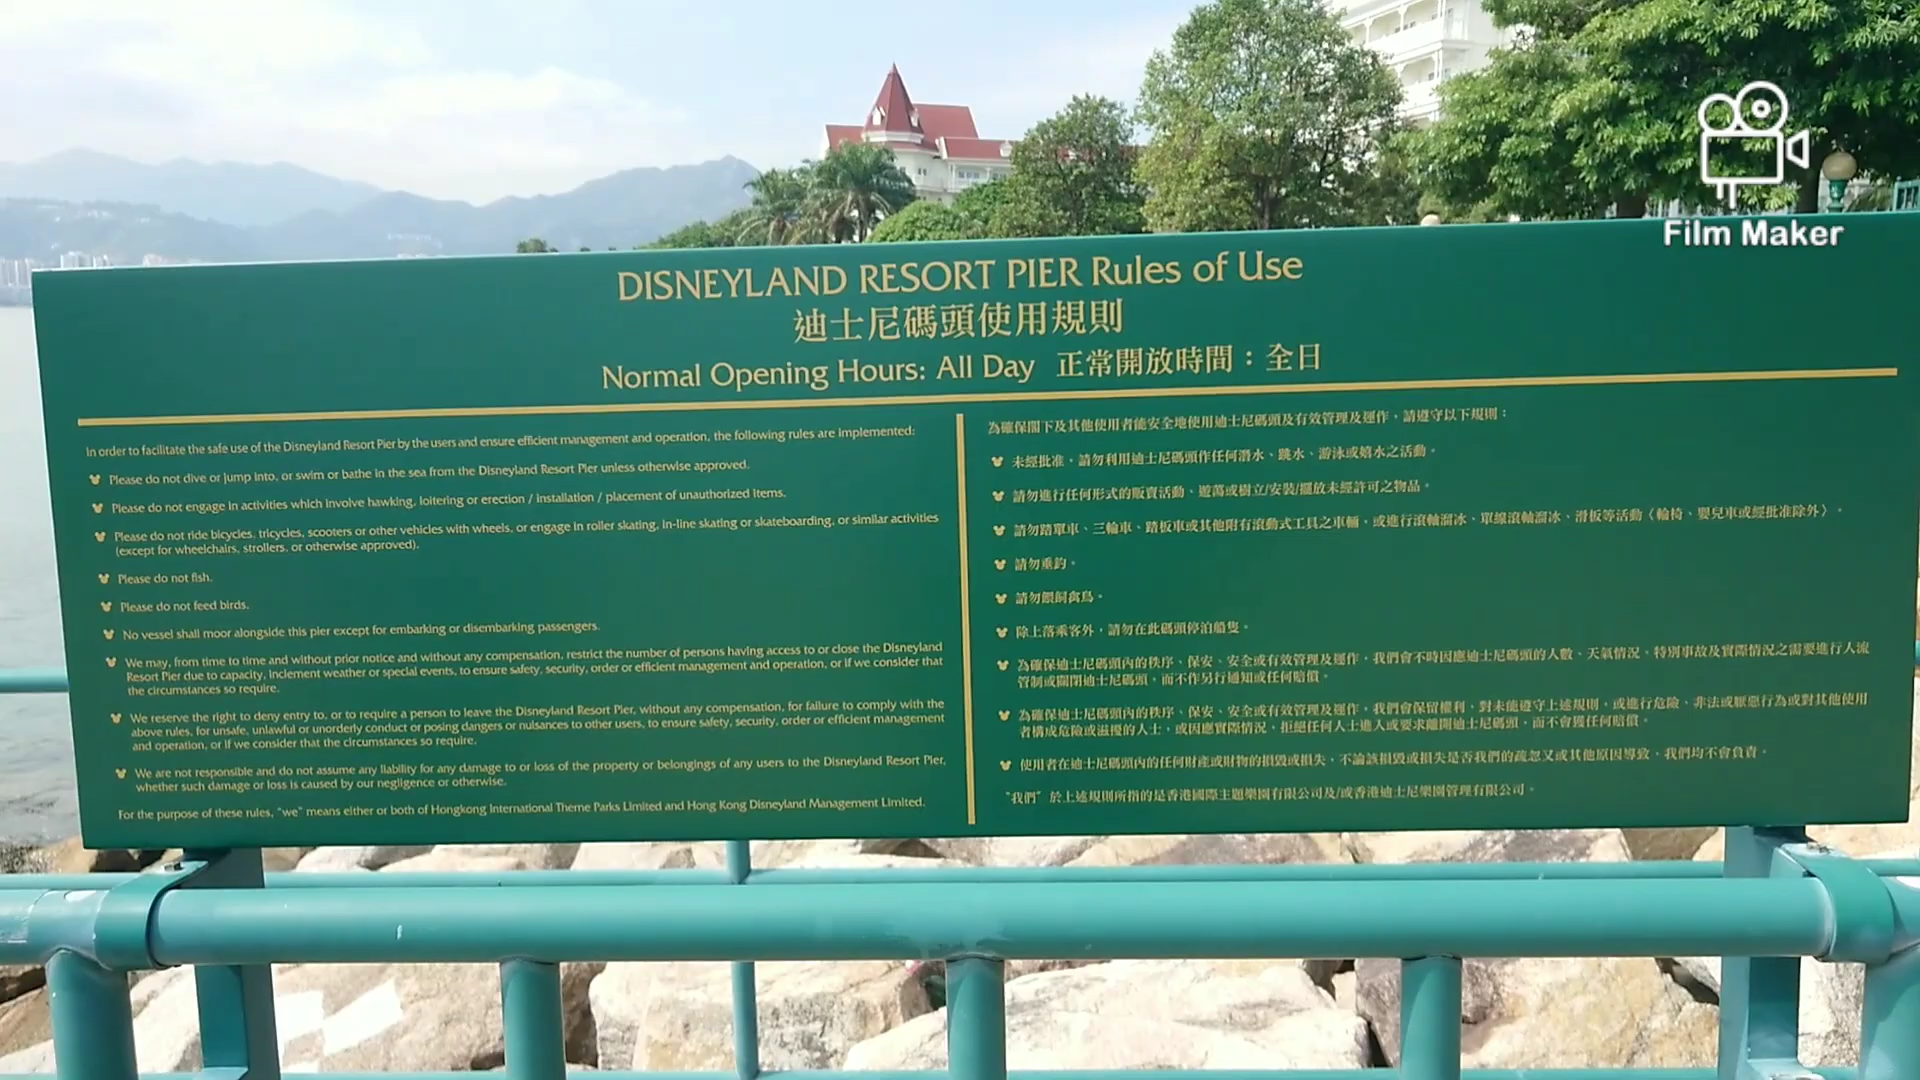 Film Maker
DISNEYLAND RESORT PIER Rules of Use
迪士尼碼頭使用規則
Normal Opening Hours: All Day 正常開放時間：全日
In order to facilitate the safe use of the Disneyland Resort Pier by the users and ensure efficient management and operation, the following rules are implemented:
Please do not dive or jump into, or swim or bathe in the sea from the Disneyland Resort Pier unless otherwise approved.
Please do not engage in activities which involve hawking, loitering or erection / installation / placement of unauthorized items.
Please do not ride bicycles, tricycles, scooters or other vehicles with wheels, or engage in roller skating, in-line skating or skateboarding, or similar activities
(except for wheelchairs, strollers, or otherwise approved).
Please do not fish.
Please do not feed birds.
No vessel shall moor alongside this pier except for embarking or disembarking passengers.
We may, from time to time and without prior notice and without any compensation, restrict the number of persons having access to or close the Disneyland
Resort Pier due to capacity, inclement weather or special events, to ensure safety, security, order or efficient management and operation, or if we consider that
the circumstances so require.
We reserve the right to deny entry to, or to require a person to leave the Disneyland Resort Pier, without any compensation, for failure to comply with the
above rules, for unsafe, unlawful or unorderly conduct or posing dangers or nuisances to other users, to ensure safety, security, order or efficient management
and operation, or if we consider that the circumstances so require.
We are not responsible and do not assume any liability for any damage to or loss of the property or belongings of any users to the Disneyland Resort Pier,
whether such damage or loss is caused by our negligence or otherwise.
For the purpose of these rules, "we" means either or both of Hongkong International Theme Parks Limited and Hong Kong Disneyland Management Limited.
為確保閣下及其他使用者能安全地使用迪士尼碼頭及有效管理及運作，請遵守以下規則：
未經批准，請勿利用迪士尼碼頭作任何潛水、跳水、游泳或嬉水之活動。
請勿進行任何形式的販賣活動、遊蕩或樹立/安裝/擺放未經許可之物品。
請勿踏單車、三輪車、踏板車或其他附有滾動式工具之車輛，或進行滾軸溜冰、單線滾軸溜冰、滑板等活動（輪椅、嬰兒車或經批准除外）。
請勿垂釣。
請勿餵飼禽鳥。
除上落乘客外，請勿在此碼頭停泊船隻。
為確保迪士尼碼頭內的秩序、保安、安全或有效管理及運作，我們會不時因應迪士尼碼頭的人數、天氣情況、特別事故及實際情況之需要進行人流
管制或關閉迪士尼碼頭，而不作另行通知或任何賠償。
為確保迪士尼碼頭內的秩序、保安、安全或有效管理及運作，我們會保留權利，對未能遵守上述規則，或進行危險、非法或厭惡行為或對其他使用
者構成危險或滋擾的人士，或因應實際情況，拒絕任何人士進入或要求離開迪士尼碼頭，而不會獲任何賠償。
使用者在迪士尼碼頭內的任何財產或財物的損毀或損失，不論該損毀或損失是否我們的疏忽又或其他原因導致，我們均不會負責。
"我們" 於上述規則所指的是香港國際主題樂園有限公司及/或香港迪士尼樂園管理有限公司。